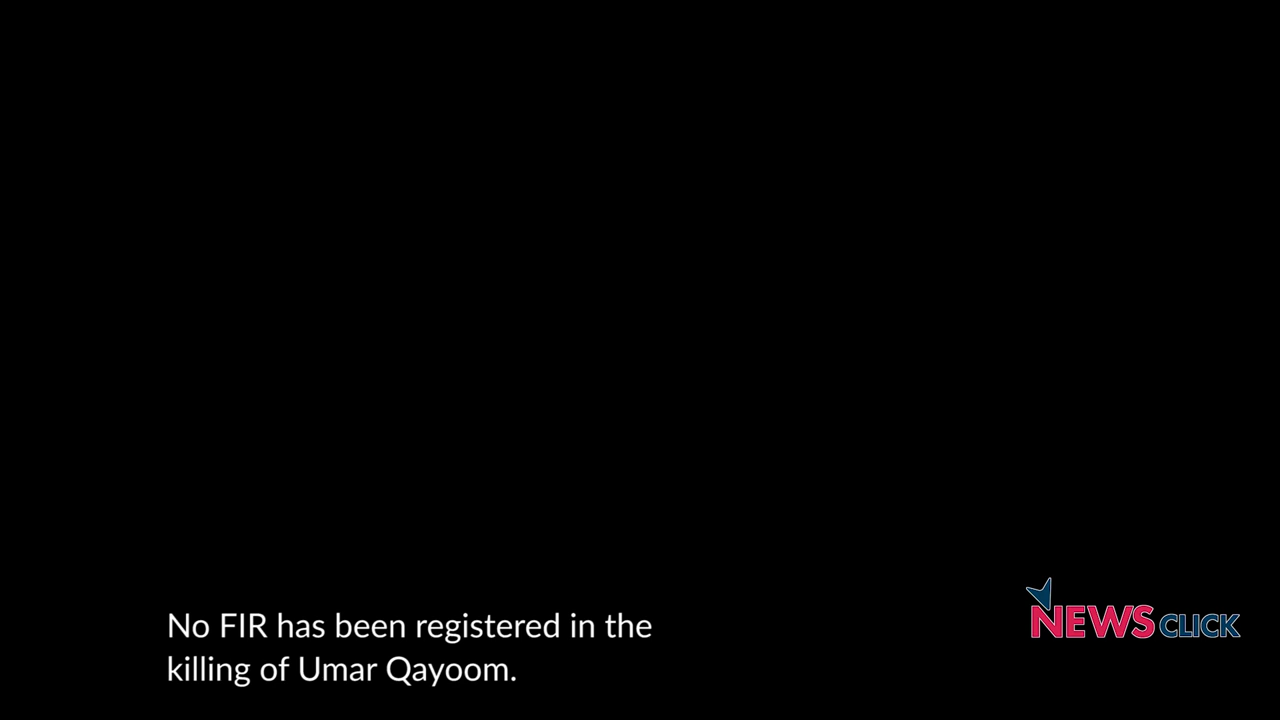 No FIR has been registered in the
killing of Umar Qayoom.
NEWSCLICK